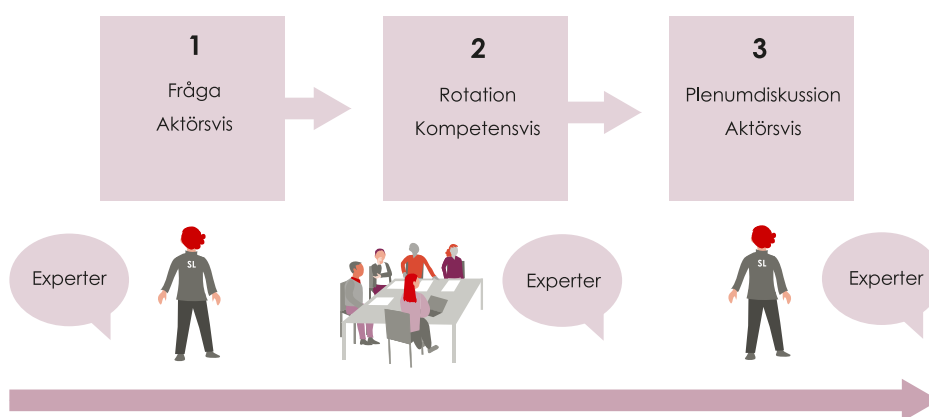 1
Fråga
Aktörsvis
2
Rotation
Kompetensvis
3
Plenumdiskussion
Aktörsvis
Experter
SL
Experter
SL
Experter